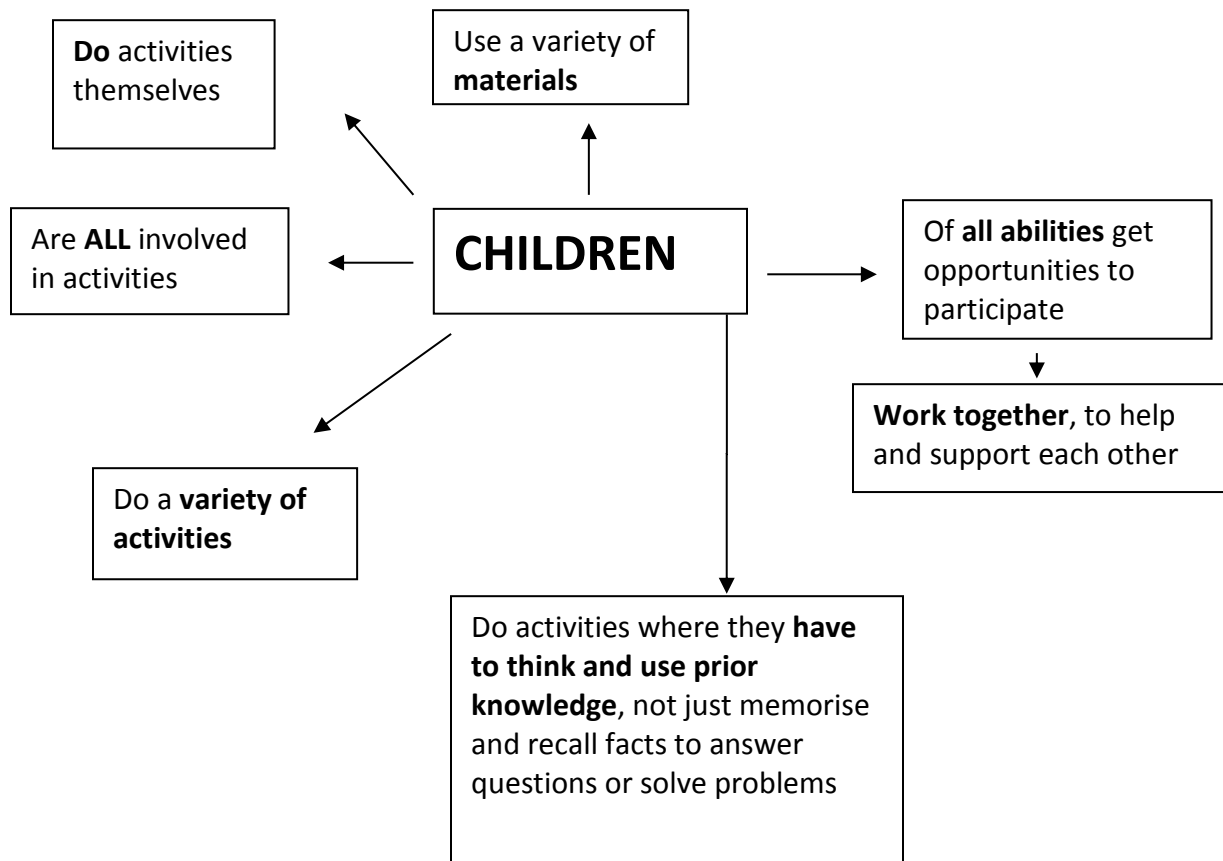 Do activities
themselves
Use a variety of
materials
Are ALL involved
in activities
CHILDREN
Of all abilities get
opportunities to
participate
Work together, to help
and support each other
Do a variety of
activities
Do activities where they have
to think and use prior
knowledge, not just memorise
and recall facts to answer
questions or solve problems